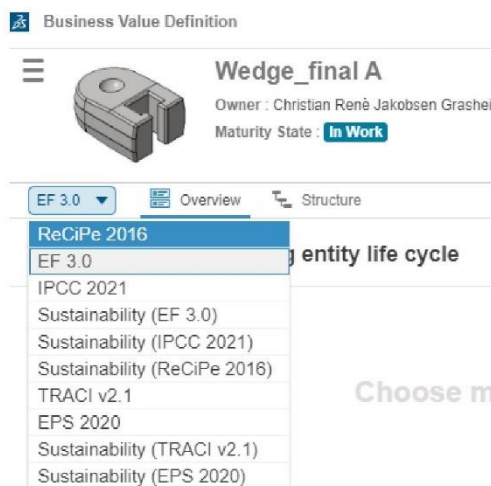 Business Value Definition
Wedge_final A
Owner : Christian Renè Jakobsen Grashei
Maturity State : In Work
EF 3.0 Overview Structure
ReCiPe 2016
EF 3.0
entity life cycle
IPCC 2021
Sustainability (EF 3.0)
Sustainability (IPCC 2021)
Sustainability (ReCiPe 2016)
TRACI v2.1
Choose m
EPS 2020
Sustainability (TRACI v2.1)
Sustainability (EPS 2020)